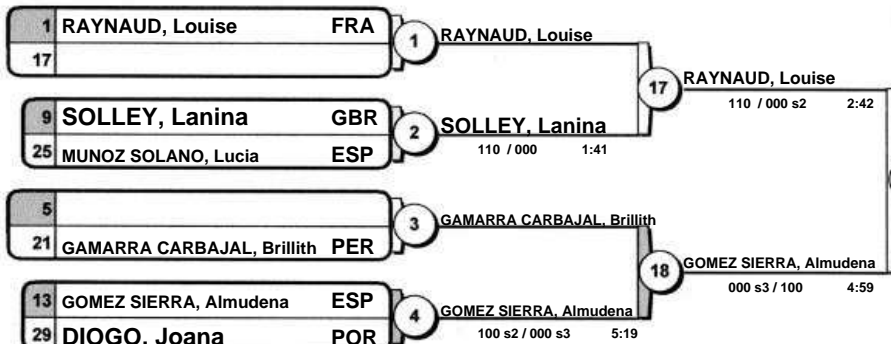 1 RAYNAUD, Louise FRA
17
1
RAYNAUD, Louise
9 SOLLEY, Lanina GBR
25 MUNOZ SOLANO, Lucia ESP
2
SOLLEY, Lanina
110 / 000 1:41
17
RAYNAUD, Louise
110 / 000 s2 2:42
5
21 GAMARRA CARBAJAL, Brillith PER
3
GAMARRA CARBAJAL, Brillith
13 GOMEZ SIERRA, Almudena ESP
29 DIOGO, Joana POR
4
GOMEZ SIERRA, Almudena
100 s2 / 000 s3 5:19
18
GOMEZ SIERRA, Almudena
000 s3 / 100 4:59